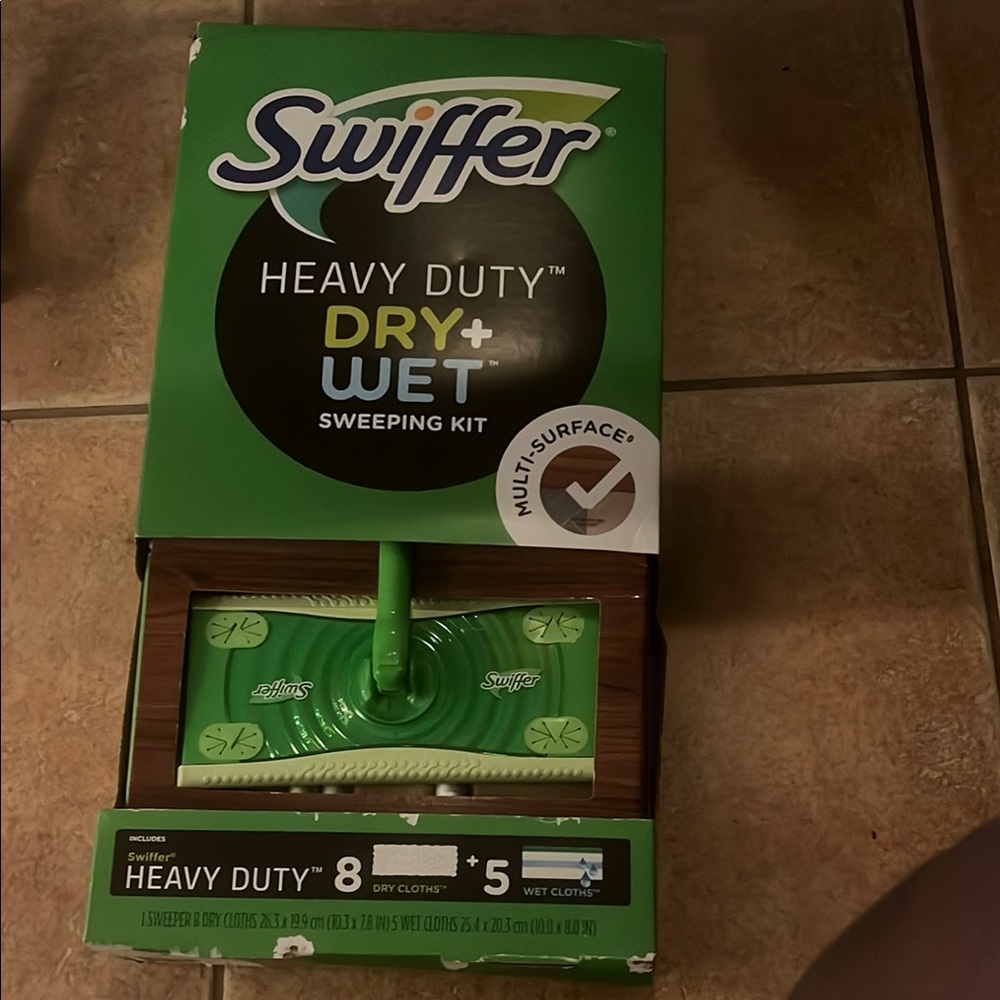 Swiffer®
HEAVY DUTY™
DRY+
WET™
SWEEPING KIT
MULTI-SURFACE◊
Swiffer
Swiffer
INCLUDES
Swiffer®
HEAVY DUTY™ 8 + 5
DRY CLOTHS™
WET CLOTHS™
1 SWEEPER 8 DRY CLOTHS 26.3 x 19.9 cm (10.3 x 7.8 IN) 5 WET CLOTHS 25.4 x 20.3 cm (10.0 x 8.0 IN)